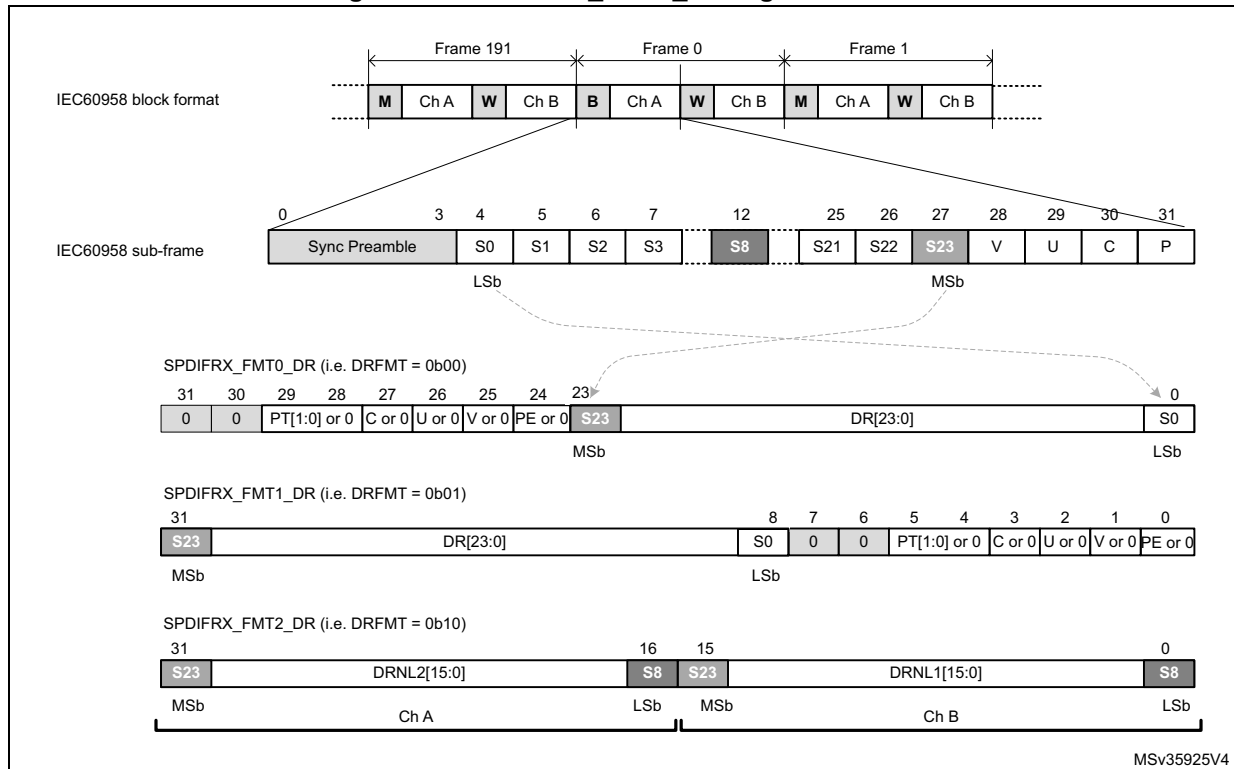 Frame 191 Frame 0 Frame 1
IEC60958 block format
M Ch A W Ch B B Ch A W Ch B M Ch A W Ch B
0 3 4 5 6 7 12 25 26 27 28 29 30 31
IEC60958 sub-frame
Sync Preamble S0 S1 S2 S3 S8 S21 S22 S23 V U C P
LSb MSb
SPDIFRX_FMT0_DR (i.e. DRFMT = 0b00)
31 30 29 28 27 26 25 24 23 0
0 0 PT[1:0] or 0 C or 0 U or 0 V or 0 PE or 0 S23 DR[23:0] S0
MSb LSb
SPDIFRX_FMT1_DR (i.e. DRFMT = 0b01)
31 8 7 6 5 4 3 2 1 0
S23 DR[23:0] S0 0 0 PT[1:0] or 0 C or 0 U or 0 V or 0 PE or 0
MSb LSb
SPDIFRX_FMT2_DR (i.e. DRFMT = 0b10)
31 16 15 0
S23 DRNL2[15:0] S8 S23 DRNL1[15:0] S8
MSb LSb MSb LSb
Ch A Ch B
MSv35925V4